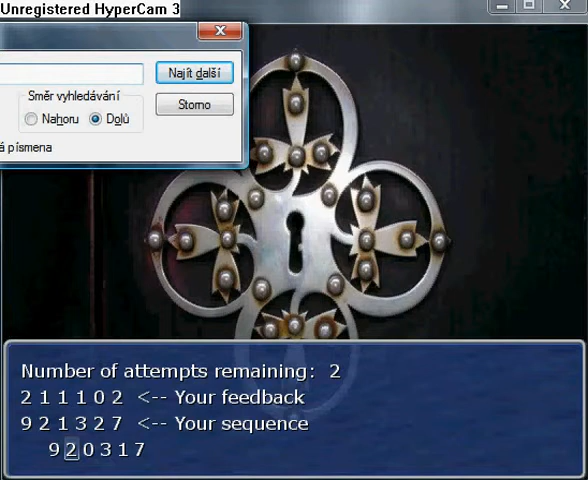 Unregistered HyperCam 3
Najít další
Směr vyhledávání
Storno
Nahoru
Dolů
á písmena
Number of attempts remaining: 2
2 1 1 1 0 2 <-- Your feedback
9 2 1 3 2 7 <-- Your sequence
9 2 0 3 1 7